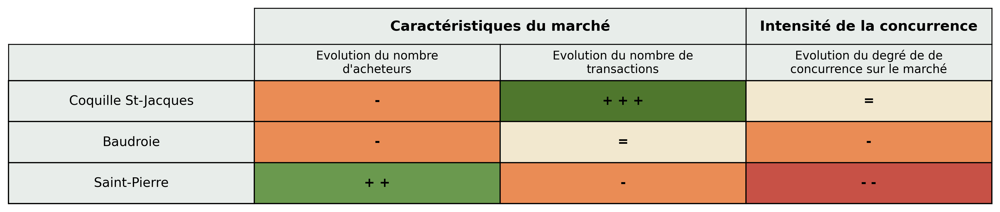 Caractéristiques du marché
Intensité de la concurrence
Evolution du nombre
d'acheteurs
Evolution du nombre de
transactions
Evolution du degré de de
concurrence sur le marché
Coquille St-Jacques
-
+ + +
=
Baudroie
-
=
-
Saint-Pierre
+ +
-
- -